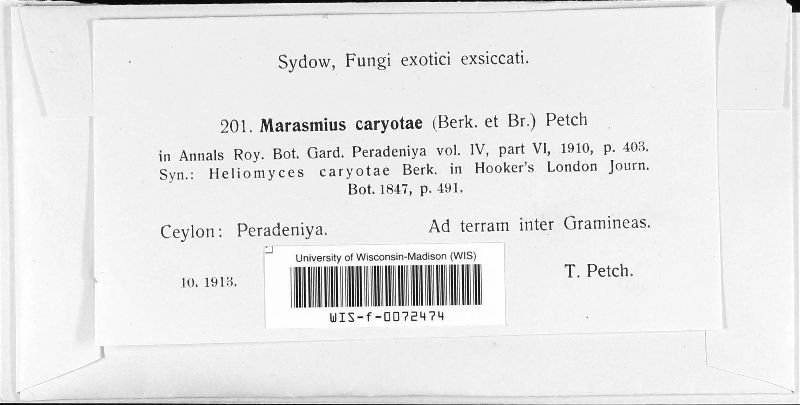 Sydow, Fungi exotici exsiccati.
201. Marasmius caryotae (Berk. et Br.) Petch
in Annals Roy. Bot. Gard. Peradeniya vol. IV, part VI, 1910, p. 403.
Syn.: Heliomyces caryotae Berk. in Hooker's London Journ.
Bot. 1847, p. 491.
Ceylon: Peradeniya. Ad terram inter Gramineas.
10. 1913. T. Petch.
University of Wisconsin-Madison (WIS)
WIS-f-0072474